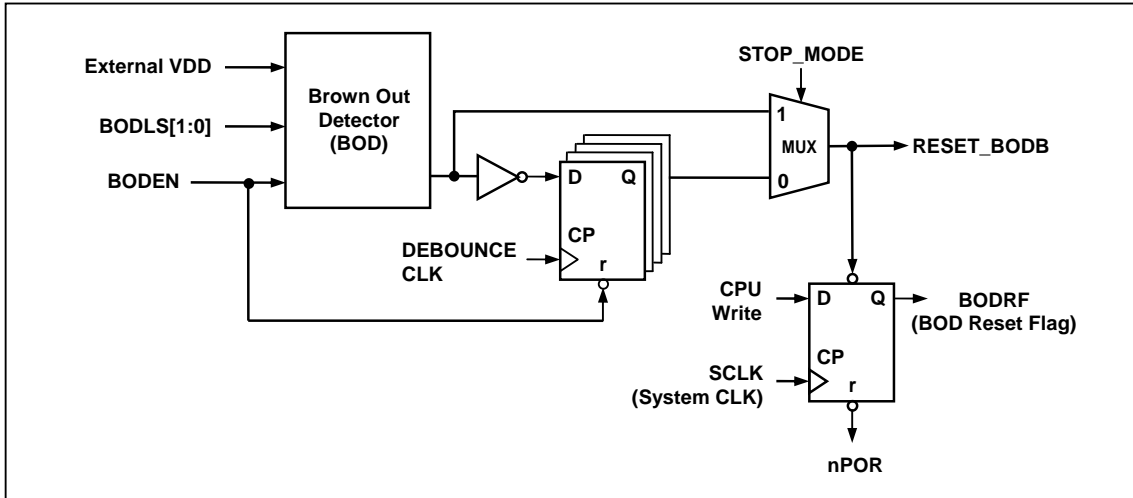 STOP_MODE
External VDD
Brown Out
Detector
(BOD)
BODLS[1:0]
BODEN
1
MUX
0
RESET_BODB
D
Q
CP
r
DEBOUNCE
CLK
CPU
Write
D
Q
BODRF
(BOD Reset Flag)
CP
SCLK
(System CLK)
r
nPOR